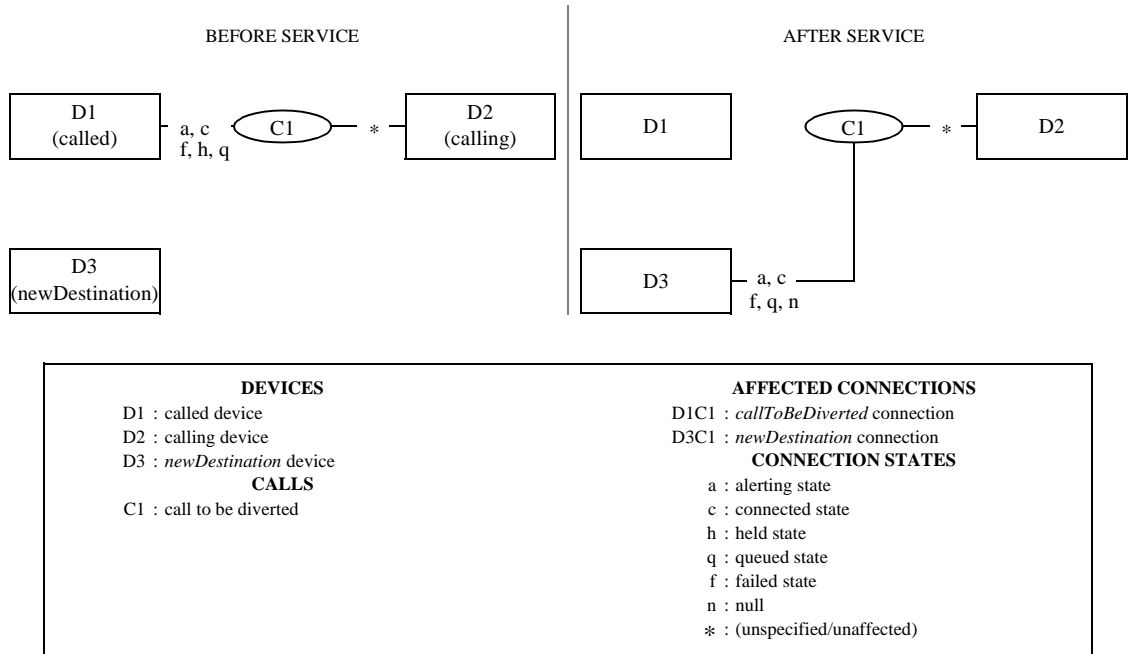 BEFORE SERVICE
AFTER SERVICE
D1
(called)
a, c
f, h, q
C1
*
D2
(calling)
D1
C1
*
D2
D3
(newDestination)
D3
a, c
f, q, n
DEVICES
D1 : called device
D2 : calling device
D3 : newDestination device
CALLS
C1 : call to be diverted
AFFECTED CONNECTIONS
D1C1 : callToBeDiverted connection
D3C1 : newDestination connection
CONNECTION STATES
a : alerting state
c : connected state
h : held state
q : queued state
f : failed state
n : null
* : (unspecified/unaffected)